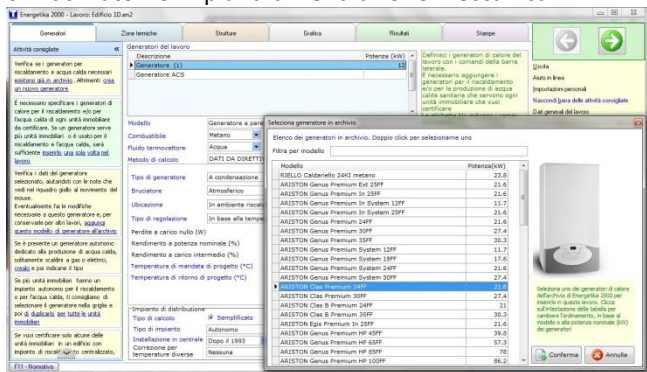 Energetika 2000 - Lavoro: Edificio 1D.en2
Generatori
Zone termiche
Strutture
Grafica
Risultati
Stampe
Attività consigliate «
Verifica se i generatori per
riscaldamento e acqua calda necessari
esistono già in archivio. Altrimenti crea
un nuovo generatore
È necessario specificare i generatori di
calore per il riscaldamento e/o per
l'acqua calda di ogni unità immobiliare
da certificare. Se un generatore serve
più unità immobiliari o è usato per il
riscaldamento e l'acqua calda, sarà
sufficiente inserirlo una sola volta nel
lavoro
Verifica i dati del generatore
selezionato, aiutandoti con le note che
vedi nel riquadro giallo al movimento del
mouse.
Eventualmente fai le modifiche
necessarie a questo generatore e, per
conservarle per altri lavori, aggiungi
questo modello di generatore all'archivio
Se è presente un generatore autonomo
dedicato alla produzione di acqua calda,
solitamente scaldini a gas o elettrici,
crealo e poi indicane il tipo
Se più unità immobiliari hanno un
impianto autonomo per il riscaldamento
o per l'acqua calda, ti consigliamo di
selezionare il generatore nella griglia e
poi di duplicarlo per tutte le unità
immobiliari
Se vuoi certificare solo alcune delle
unità immobiliari in un edificio con
impianto di centralizzato,
F11 - Normativa
Generatori del lavoro
Descrizione Potenza (kW)
Generatore (1) 12
Generatore ACS
Definisci i generatori di calore del
lavoro con i comandi della barra
laterale.
È necessario aggiungere i
generatori per il riscaldamento
e/o per la produzione di acqua
calda sanitaria che servono ogni
unità immobiliare che vuoi
certificare
Uscita
Aiuto in linea
Impostazioni personali
Nascondi barra delle attività consigliate
Dati generali del lavoro
Modello Generatore a pare
Combustibile Metano
Fluido termovettore Acqua
Metodo di calcolo DATI DA DIRETTIV
Tipo di generatore A condensazione
Bruciatore Atmosferico
Ubicazione In ambiente riscald
Tipo di regolazione In base alla tempe
Perdite a carico nullo (W)
Rendimento a potenza nominale (%)
Rendimento a carico intermedio (%)
Temperatura di mandata di progetto (°C)
Temperatura di ritorno di progetto (°C)
Impianto di distribuzione
Tipo di calcolo Semplificato
Tipo di impianto Autonomo
Installazione in centrale Dopo il 1993
Correzione per
temperature diverse Nessuna
Selezione generatore in archivio
Elenco dei generatori in archivio. Doppio click per selezionarne uno
Filtra per modello
Modello Potenza(kW)
RIELLO Caldariello 24KI metano 23.8
ARISTON Genus Premium Ext 25FF 21.6
ARISTON Genus Premium In 25FF 21.6
ARISTON Genus Premium In System 12FF 11.7
ARISTON Genus Premium In System 25FF 21.6
ARISTON Genus Premium 24FF 21.6
ARISTON Genus Premium 30FF 27.4
ARISTON Genus Premium 35FF 30.3
ARISTON Genus Premium System 12FF 11.7
ARISTON Genus Premium System 18FF 17.6
ARISTON Genus Premium System 24FF 21.6
ARISTON Genus Premium System 30FF 27.4
ARISTON Clas Premium 24FF 21.6
ARISTON Clas Premium 30FF 27.4
ARISTON Clas B Premium 24FF 21
ARISTON Clas B Premium 35FF 30.3
ARISTON Egis Premium In 25FF 21.6
ARISTON Genus Premium HP 45FF 39.8
ARISTON Genus Premium HP 65FF 57.3
ARISTON Genus Premium HP 85FF 78
ARISTON Genus Premium HP 100FF 86.2
Seleziona uno dei generatori di calore
dell'archivio di Energetika 2000 per
inserirlo in questo lavoro. Clicca
sull'intestazione della tabella per
cambiare l'ordinamento, in base al
modello o alla potenza nominale (kW)
dei generatori
Conferma
Annulla